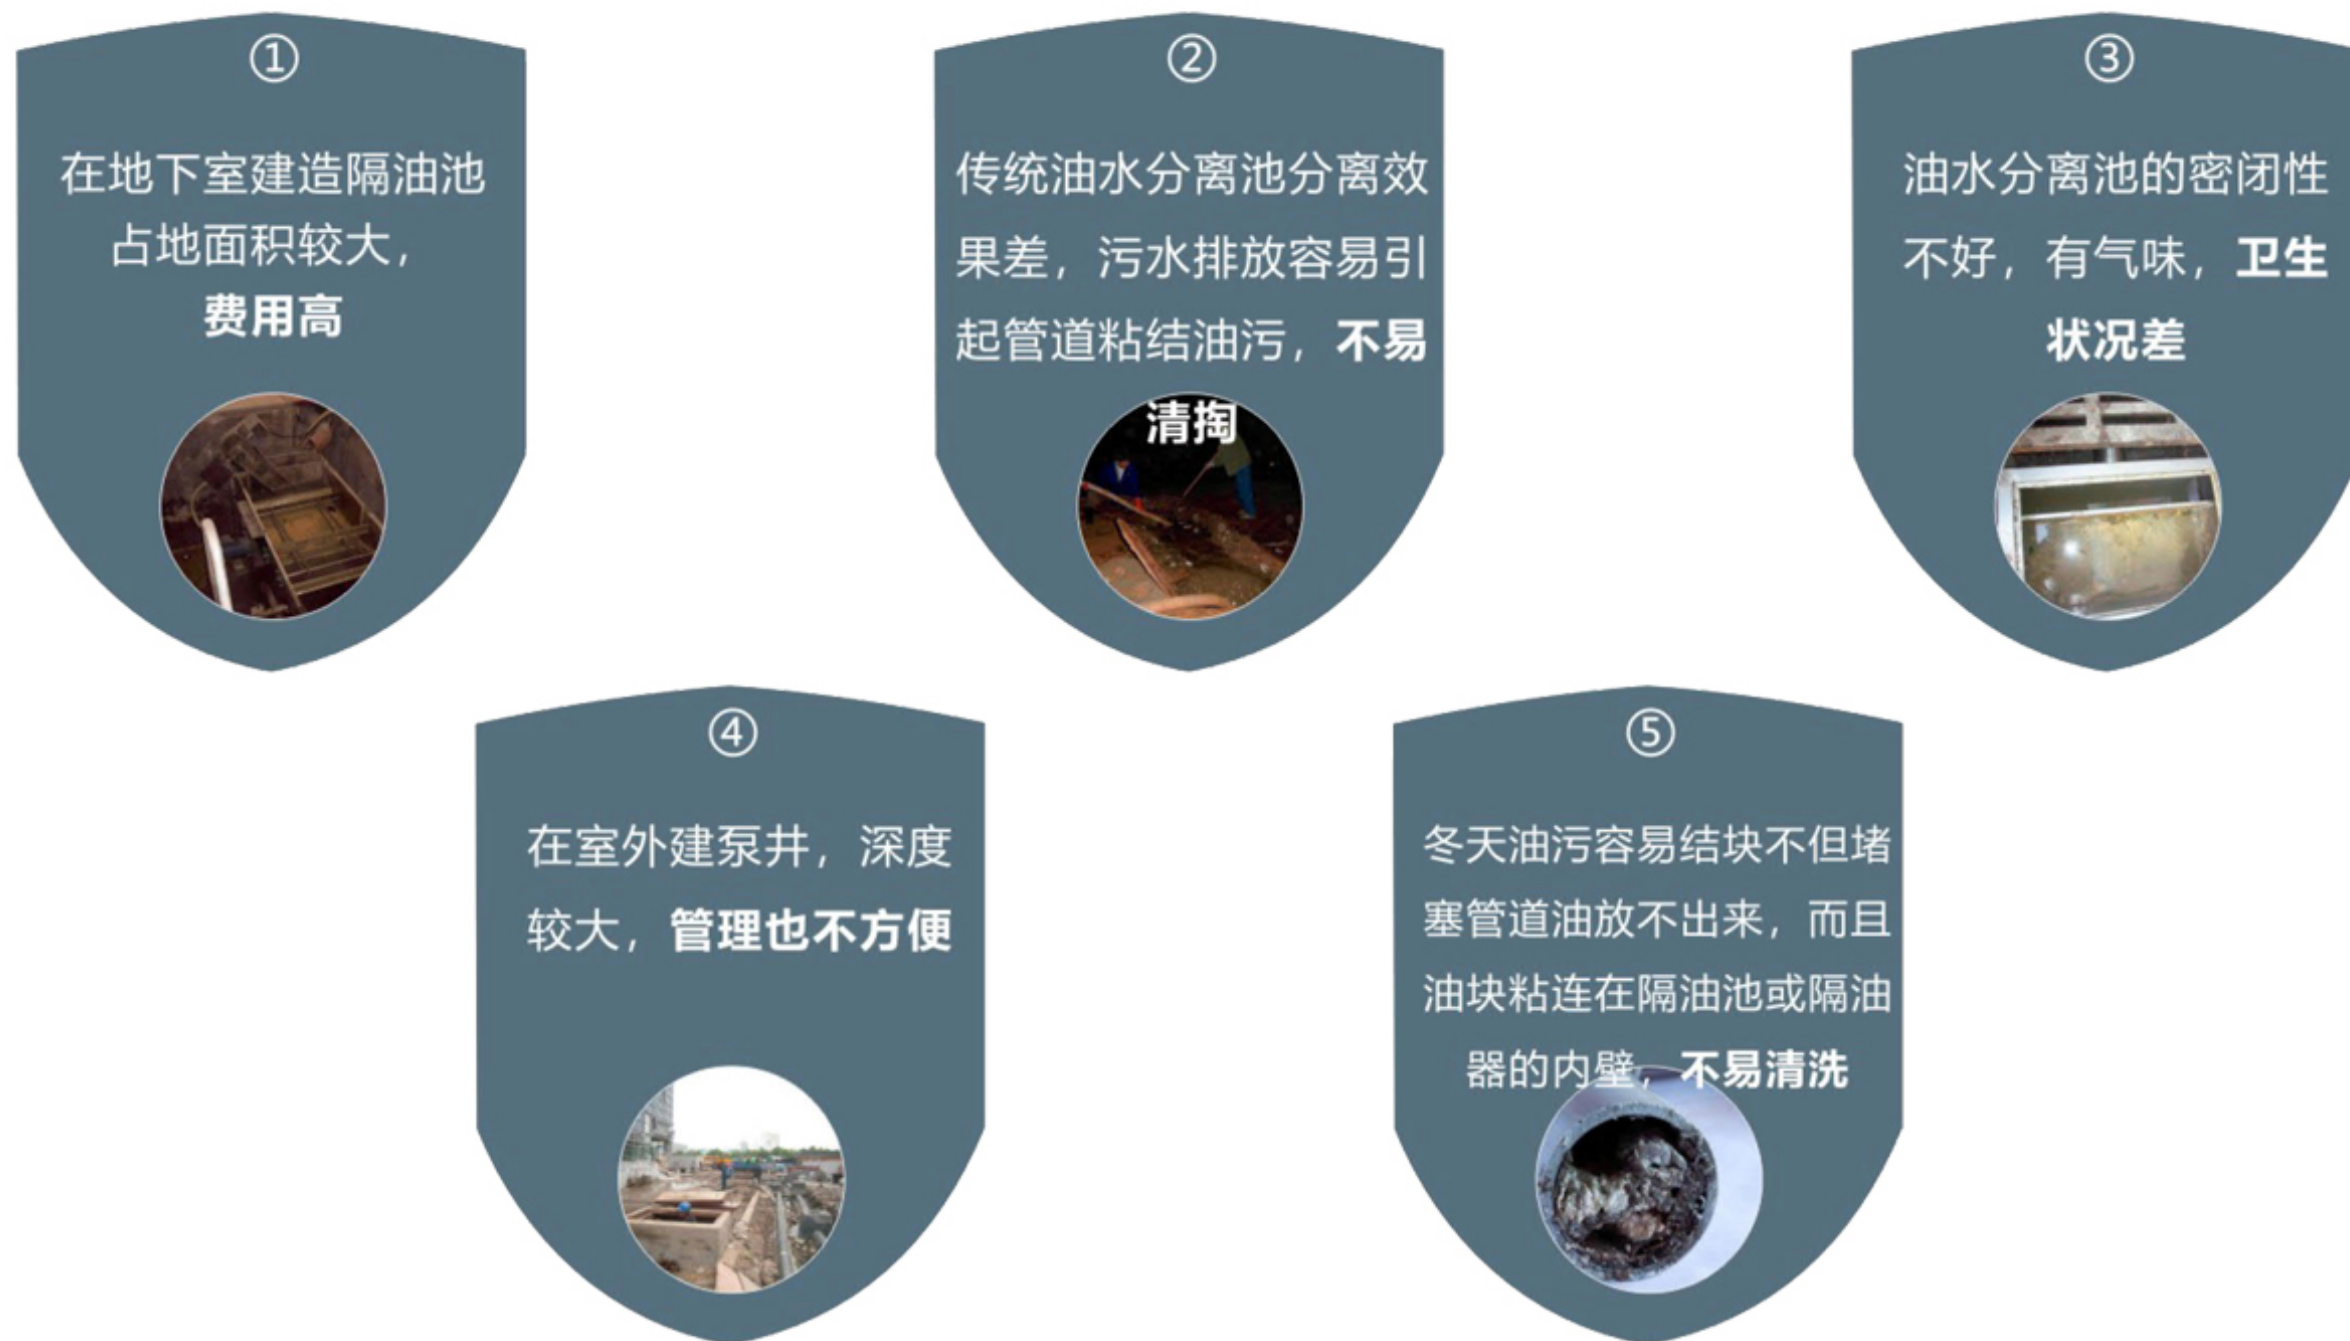 ①
在地下室建造隔油池
占地面积较大，
费用高
②
传统油水分离池分离效
果差，污水排放容易引
起管道粘结油污，不易
清掏
③
油水分离池的密闭性
不好，有气味，卫生
状况差
④
在室外建泵井，深度
较大，管理也不方便
⑤
冬天油污容易结块不但堵
塞管道油放不出来，而且
油块粘连在隔油池或隔油
器的内壁，不易清洗